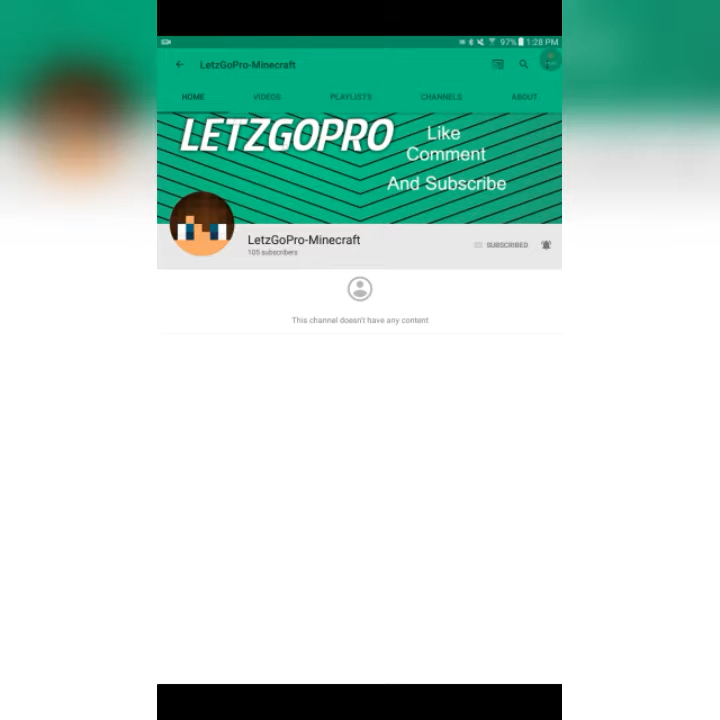 97% 1:28 PM
LetzGoPro-Minecraft
HOME VIDEOS PLAYLISTS CHANNELS ABOUT
LETZGOPRO
Like
Comment
And Subscribe
LetzGoPro-Minecraft
SUBSCRIBED
105 subscribers
This channel doesn't have any content